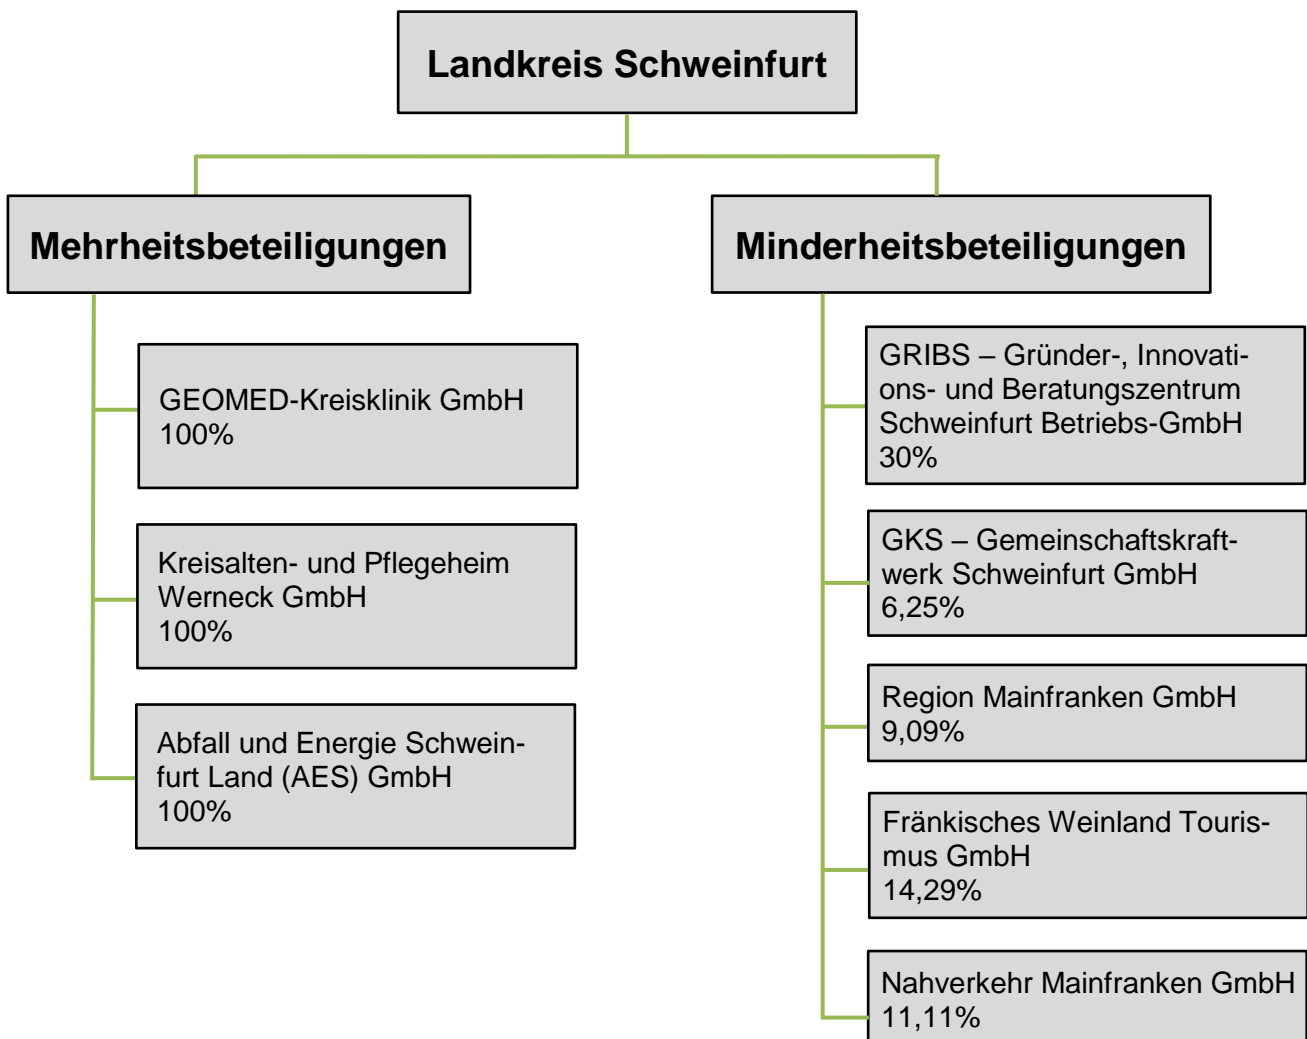 Landkreis Schweinfurt
Mehrheitsbeteiligungen
GEOMED-Kreisklinik GmbH
100%
Kreisalten- und Pflegeheim
Werneck GmbH
100%
Abfall und Energie Schwein-
furt Land (AES) GmbH
100%
Minderheitsbeteiligungen
GRIBS – Gründer-, Innovati-
ons- und Beratungszentrum
Schweinfurt Betriebs-GmbH
30%
GKS – Gemeinschaftskraft-
werk Schweinfurt GmbH
6,25%
Region Mainfranken GmbH
9,09%
Fränkisches Weinland Touris-
mus GmbH
14,29%
Nahverkehr Mainfranken GmbH
11,11%